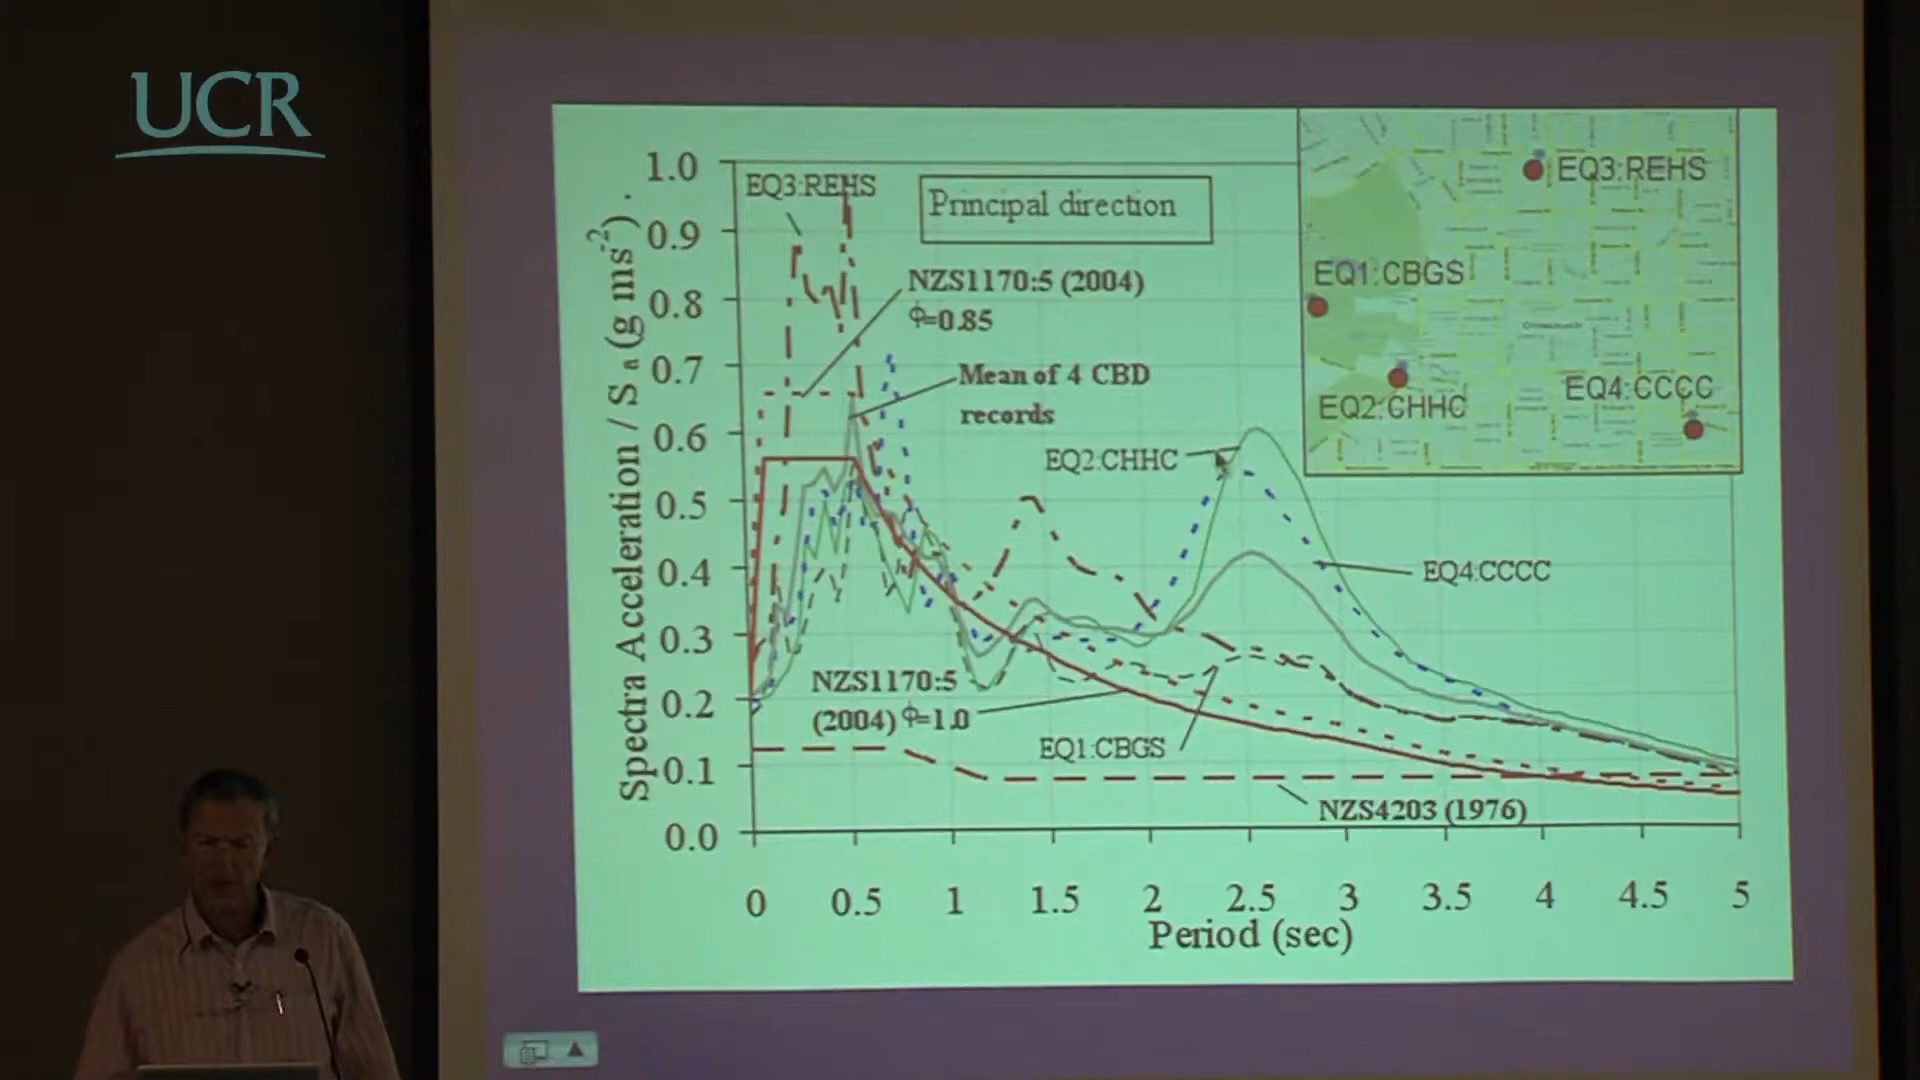 UCR
EQ3:REHS
Principal direction
NZS1170:5 (2004)
ϕ=0.85
Mean of 4 CBD
records
EQ2:CHHC
EQ4:CCCC
NZS1170:5
(2004) ϕ=1.0
EQ1:CBGS
NZS4203 (1976)
Spectra Acceleration / S a (g ms-2) .
1.0
0.9
0.8
0.7
0.6
0.5
0.4
0.3
0.2
0.1
0.0
0 0.5 1 1.5 2 2.5 3 3.5 4 4.5 5
Period (sec)
EQ3:REHS
EQ1:CBGS
EQ4:CCCC
EQ2:CHHC